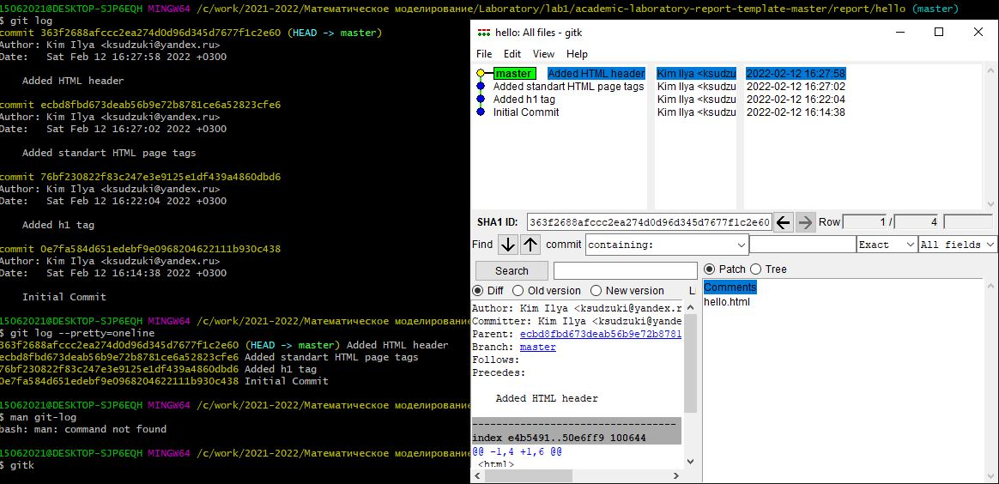 15062021@DESKTOP-SJP6EQH MINGW64 /c/work/2021-2022/Математическое моделирование/Laboratory/lab1/academic-laboratory-report-template-master/report/hello (master)
$ git log
commit 363f2688afccc2ea274d0d96d345d7677f1c2e60 (HEAD -> master)
Author: Kim Ilya <ksudzuki@yandex.ru>
Date:   Sat Feb 12 16:27:58 2022 +0300
Added HTML header
commit ecbd8fbd673deab56b9e72b8781ce6a52823cfe6
Author: Kim Ilya <ksudzuki@yandex.ru>
Date:   Sat Feb 12 16:27:02 2022 +0300
Added standart HTML page tags
commit 76bf230822f83c247e3e9125e1df439a4860dbd6
Author: Kim Ilya <ksudzuki@yandex.ru>
Date:   Sat Feb 12 16:22:04 2022 +0300
Added h1 tag
commit 0e7fa584d651edebf9e0968204622111b930c438
Author: Kim Ilya <ksudzuki@yandex.ru>
Date:   Sat Feb 12 16:14:38 2022 +0300
Initial Commit
15062021@DESKTOP-SJP6EQH MINGW64 /c/work/2021-2022/Математическое моделирование
$ git log --pretty=oneline
363f2688afccc2ea274d0d96d345d7677f1c2e60 (HEAD -> master) Added HTML header
ecbd8fbd673deab56b9e72b8781ce6a52823cfe6 Added standart HTML page tags
76bf230822f83c247e3e9125e1df439a4860dbd6 Added h1 tag
0e7fa584d651edebf9e0968204622111b930c438 Initial Commit
15062021@DESKTOP-SJP6EQH MINGW64 /c/work/2021-2022/Математическое моделирование
$ man git-log
bash: man: command not found
15062021@DESKTOP-SJP6EQH MINGW64 /c/work/2021-2022/Математическое моделирование
$ gitk
hello: All files - gitk
File Edit View Help
master Added HTML header Kim Ilya <ksudzu 2022-02-12 16:27:58
Added standart HTML page tags Kim Ilya <ksudzu 2022-02-12 16:27:02
Added h1 tag Kim Ilya <ksudzu 2022-02-12 16:22:04
Initial Commit Kim Ilya <ksudzu 2022-02-12 16:14:38
SHA1 ID: 363f2688afccc2ea274d0d96d345d7677f1c2e60 Row 1 / 4
Find commit containing: Exact All fields
Search
Patch Tree
Diff Old version New version Li
Comments
hello.html
Author: Kim Ilya <ksudzuki@yandex.r
Committer: Kim Ilya <ksudzuki@yande
Parent: ecbd8fbd673deab56b9e72b8781
Branch: master
Follows:
Precedes:
Added HTML header
index e4b5491..50e6ff9 100644
@@ -1,4 +1,6 @@
<html>